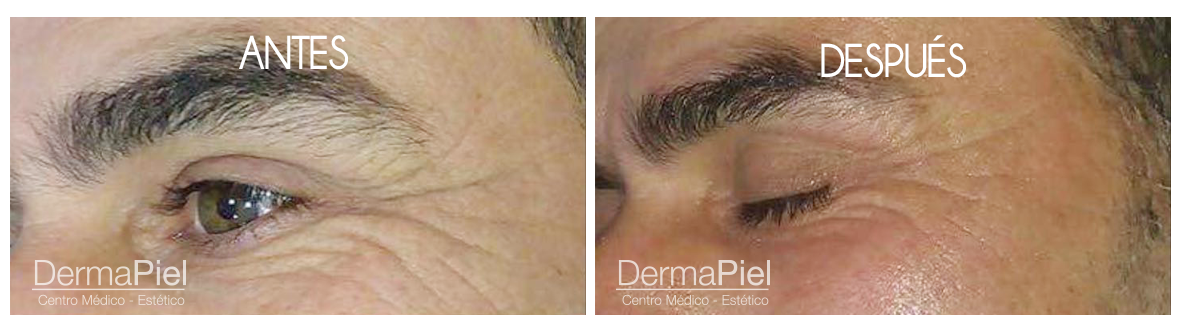 ANTES
DermaPiel
Centro Médico - Estético
DESPUÉS
DermaPiel
Centro Médico - Estético